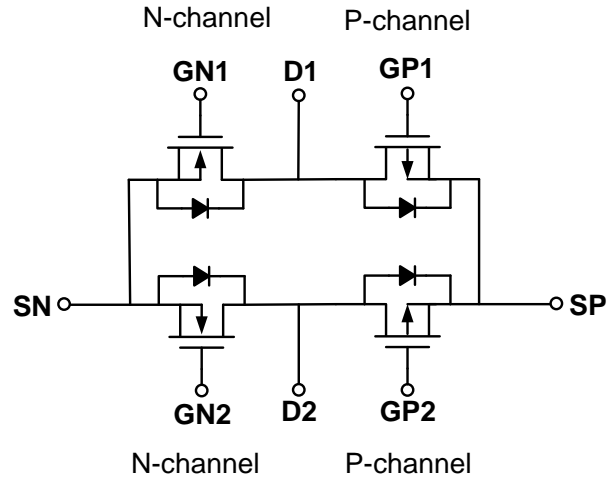 N-channel P-channel
GN1 D1 GP1
SN SP
GN2 D2 GP2
N-channel P-channel